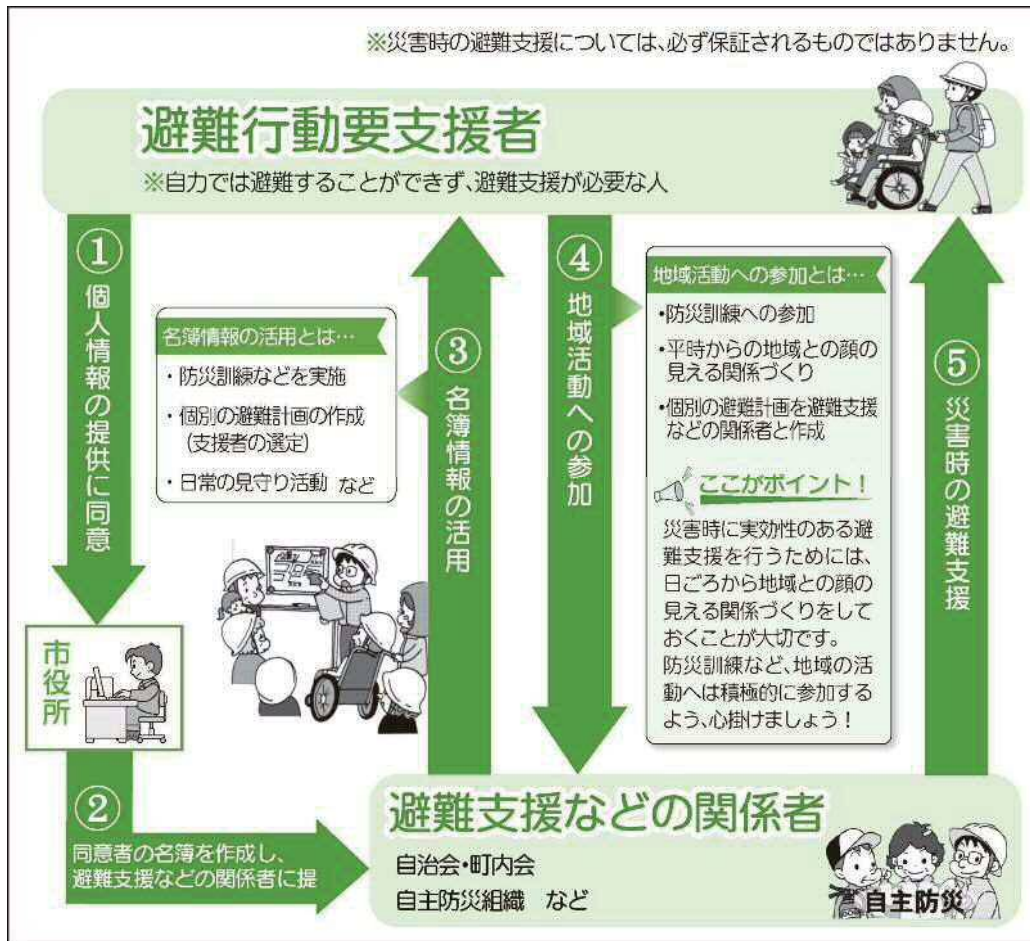 ※災害時の避難支援については、必ず保証されるものではありません。
避難行動要支援者
※自力では避難することができず、避難支援が必要な人
① 個人情報の提供に同意
市役所
②
同意者の名簿を作成し、
避難支援などの関係者に提
③ 名簿情報の活用
名簿情報の活用とは…
・防災訓練などを実施
・個別の避難計画の作成
(支援者の選定)
・日常の見守り活動 など
④ 地域活動への参加
地域活動への参加とは…
・防災訓練への参加
・平時からの地域との顔の
見える関係づくり
・個別の避難計画を避難支援
などの関係者と作成
ここがポイント!
災害時に実効性のある避
難支援を行うためには、
日ごろから地域との顔の
見える関係づくりをして
おくことが大切です。
防災訓練など、地域の活
動へは積極的に参加する
よう、心掛けましょう!
⑤ 災害時の避難支援
避難支援などの関係者
自治会・町内会
自主防災組織 など
自主防災